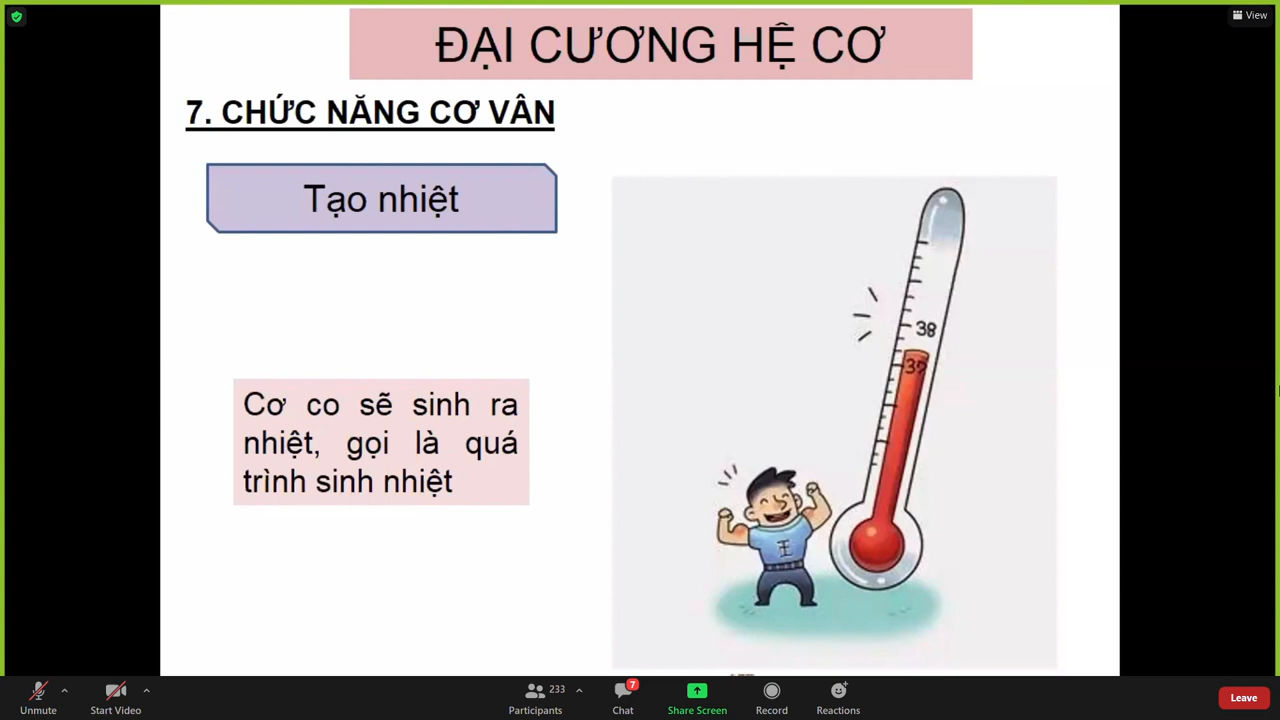 View
ĐẠI CƯƠNG HỆ CƠ
7. CHỨC NĂNG CƠ VÂN
Tạo nhiệt
38
37
Cơ co sẽ sinh ra
nhiệt, gọi là quá
trình sinh nhiệt
王
Unmute
Start Video
233
Participants
7
Chat
Share Screen
Record
Reactions
Leave